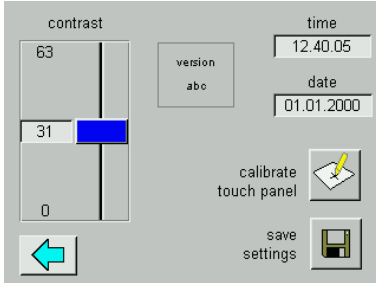 contrast
63
31
0
version
abc
time
12.40.05
date
01.01.2000
calibrate
touch panel
save
settings